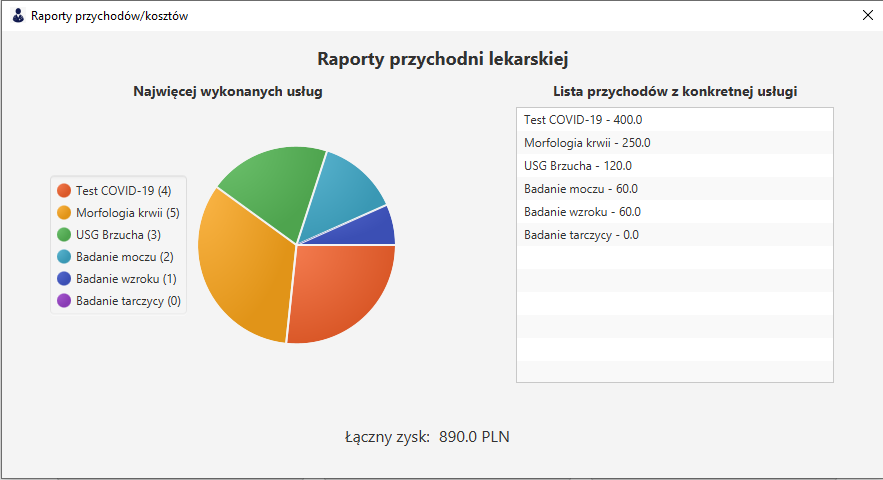 Raporty przychodów/kosztów
Raporty przychodni lekarskiej
Najwięcej wykonanych usług
Test COVID-19 (4)
Morfologia krwii (5)
USG Brzucha (3)
Badanie moczu (2)
Badanie wzroku (1)
Badanie tarczycy (0)
Lista przychodów z konkretnej usługi
Test COVID-19 - 400.0
Morfologia krwii - 250.0
USG Brzucha - 120.0
Badanie moczu - 60.0
Badanie wzroku - 60.0
Badanie tarczycy - 0.0
Łączny zysk: 890.0 PLN